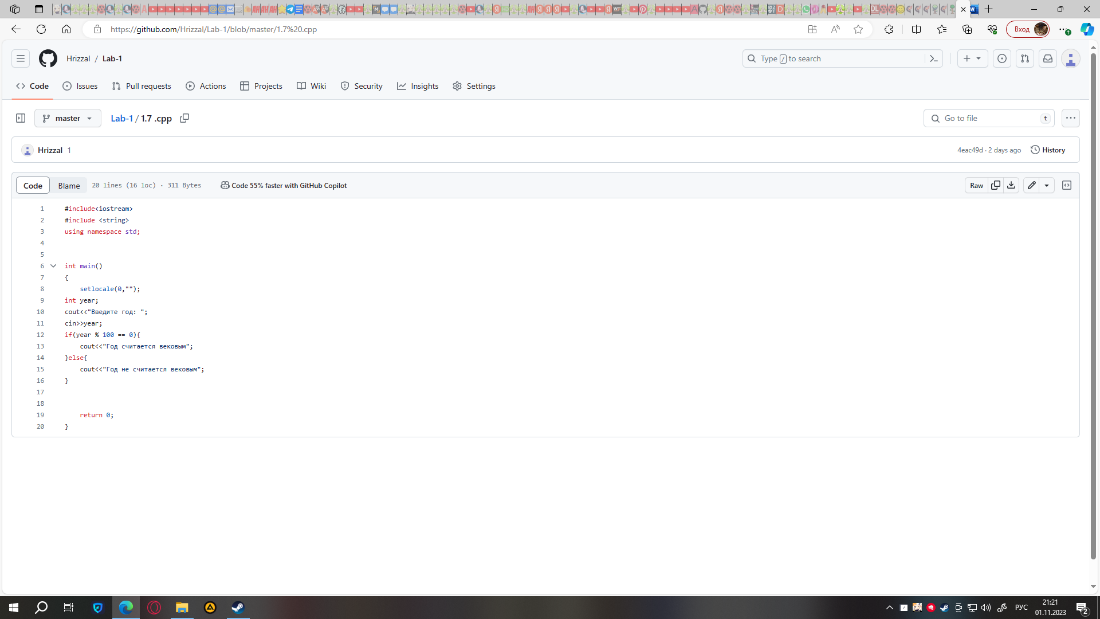 https://github.com/Hrizzal/Lab-1/blob/master/1.7%20.cpp
Вход
Hrizzal / Lab-1
Type / to search
Code
Issues
Pull requests
Actions
Projects
Wiki
Security
Insights
Settings
master
Lab-1 / 1.7 .cpp
Go to file
t
Hrizzal 1
4eac49d · 2 days ago
History
Code
Blame
20 lines (16 loc) · 311 Bytes
Code 55% faster with GitHub Copilot
Raw
1 #include<iostream>
2 #include <string>
3 using namespace std;
4
5
6 int main()
7 {
8 setlocale(0,"");
9 int year;
10 cout<<"Введите год: ";
11 cin>>year;
12 if(year % 100 == 0){
13 cout<<"Год считается вековым";
14 }else{
15 cout<<"Год не считается вековым";
16 }
17
18
19 return 0;
20 }
РУС
21:21
01.11.2023
2